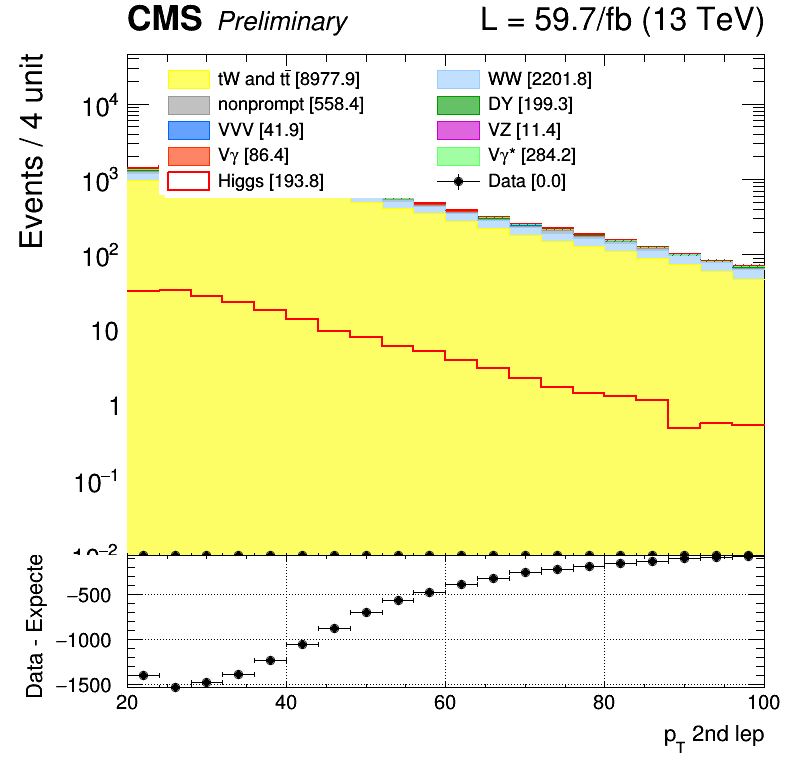 CMS Preliminary L = 59.7/fb (13 TeV)
Events / 4 unit
tW and tt̄ [8977.9] WW [2201.8]
nonprompt [558.4] DY [199.3]
VVV [41.9] VZ [11.4]
Vγ [86.4] Vγ* [284.2]
Higgs [193.8] Data [0.0]
10⁴
10³
10²
10
1
10⁻¹
10⁻²
Data - Expecte
−500
−1000
−1500
20 40 60 80 100
p_T 2nd lep